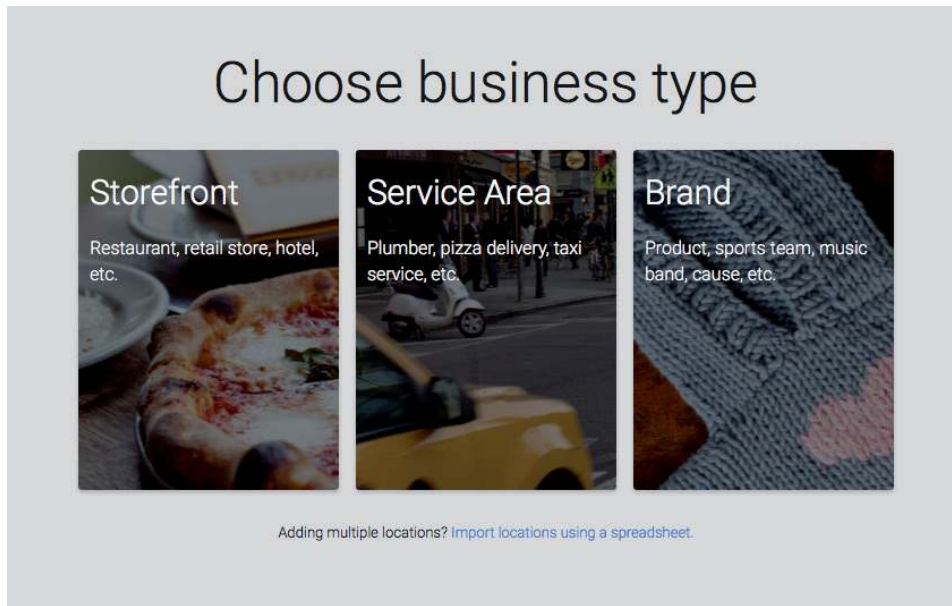 Choose business type
Storefront
Restaurant, retail store, hotel,
etc.
Service Area
Plumber, pizza delivery, taxi
service, etc.
Brand
Product, sports team, music
band, cause, etc.
Adding multiple locations? Import locations using a spreadsheet.